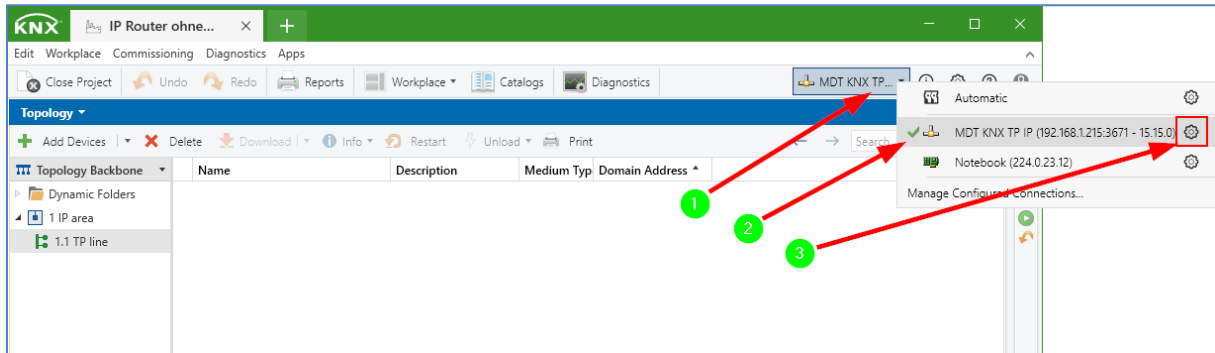 KNX IP Router ohne... × +
Edit Workplace Commissioning Diagnostics Apps
Close Project Undo Redo Reports Workplace Catalogs Diagnostics MDT KNX TP...
Automatic
Topology
MDT KNX TP IP (192.168.1.215:3671 - 15.15.0)
Add Devices Delete Download Info Restart Unload Print Search
Notebook (224.0.23.12)
Topology Backbone Name Description Medium Typ Domain Address
Manage Configured Connections...
Dynamic Folders
1 IP area
1.1 TP line
1
2
3